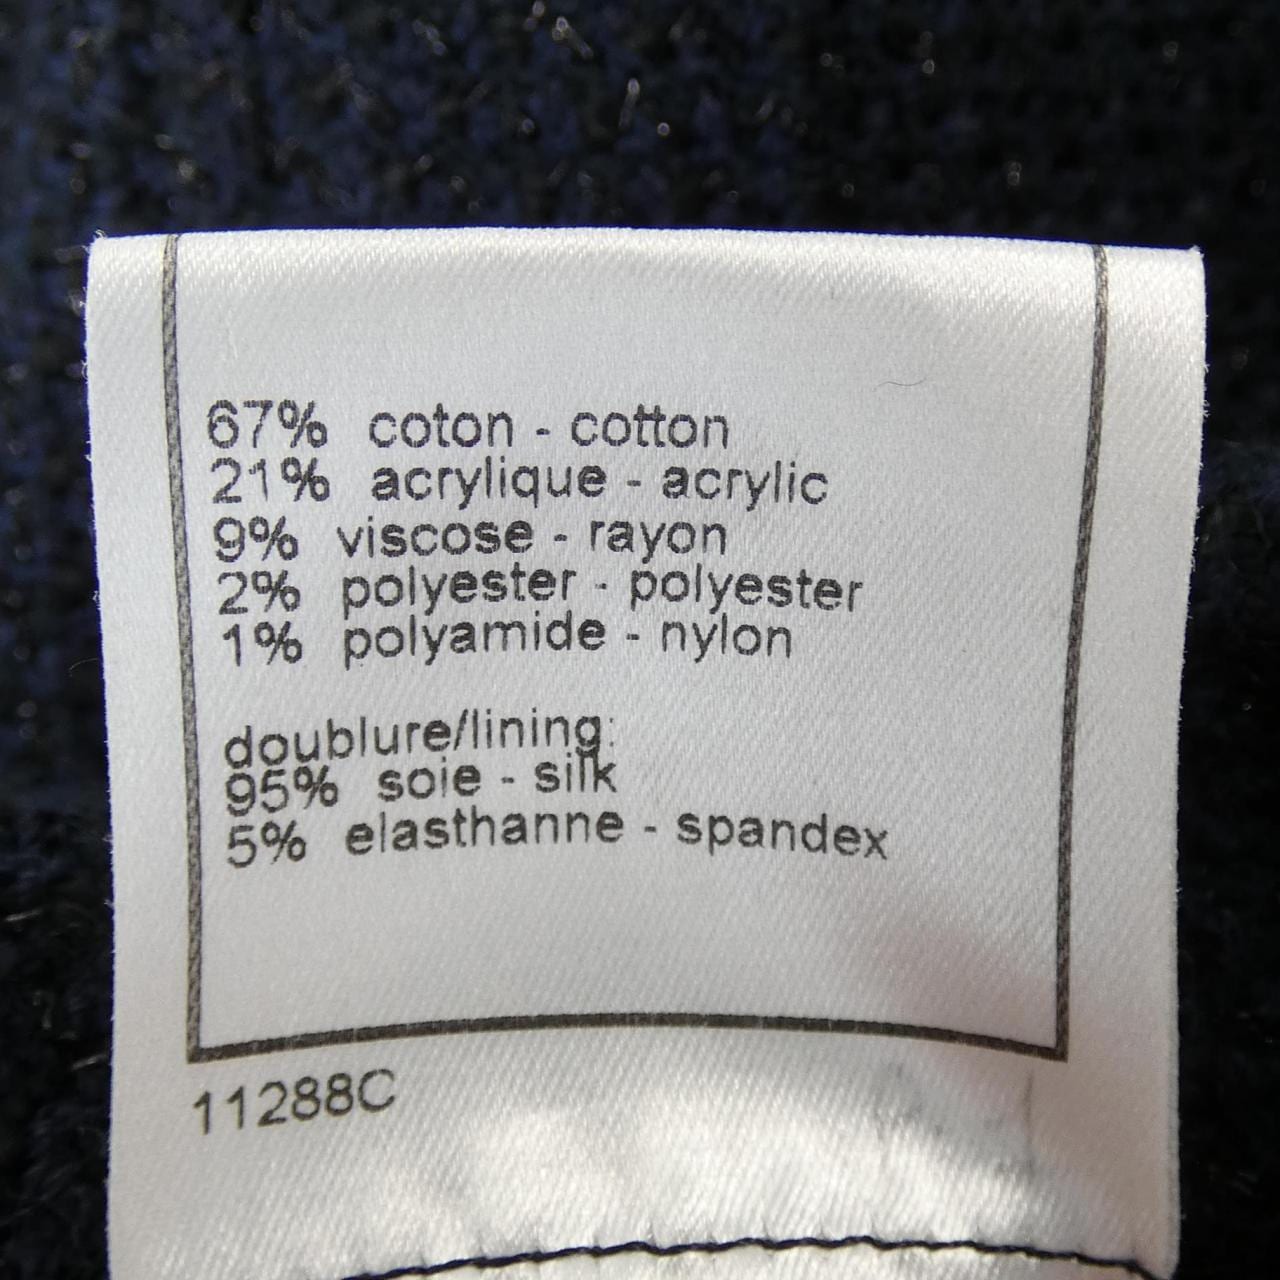 67% coton - cotton
21% acrylique - acrylic
9% viscose - rayon
2% polyester - polyester
1% polyamide - nylon
doublure/lining:
95% soie - silk
5% elasthanne - spandex
11288C